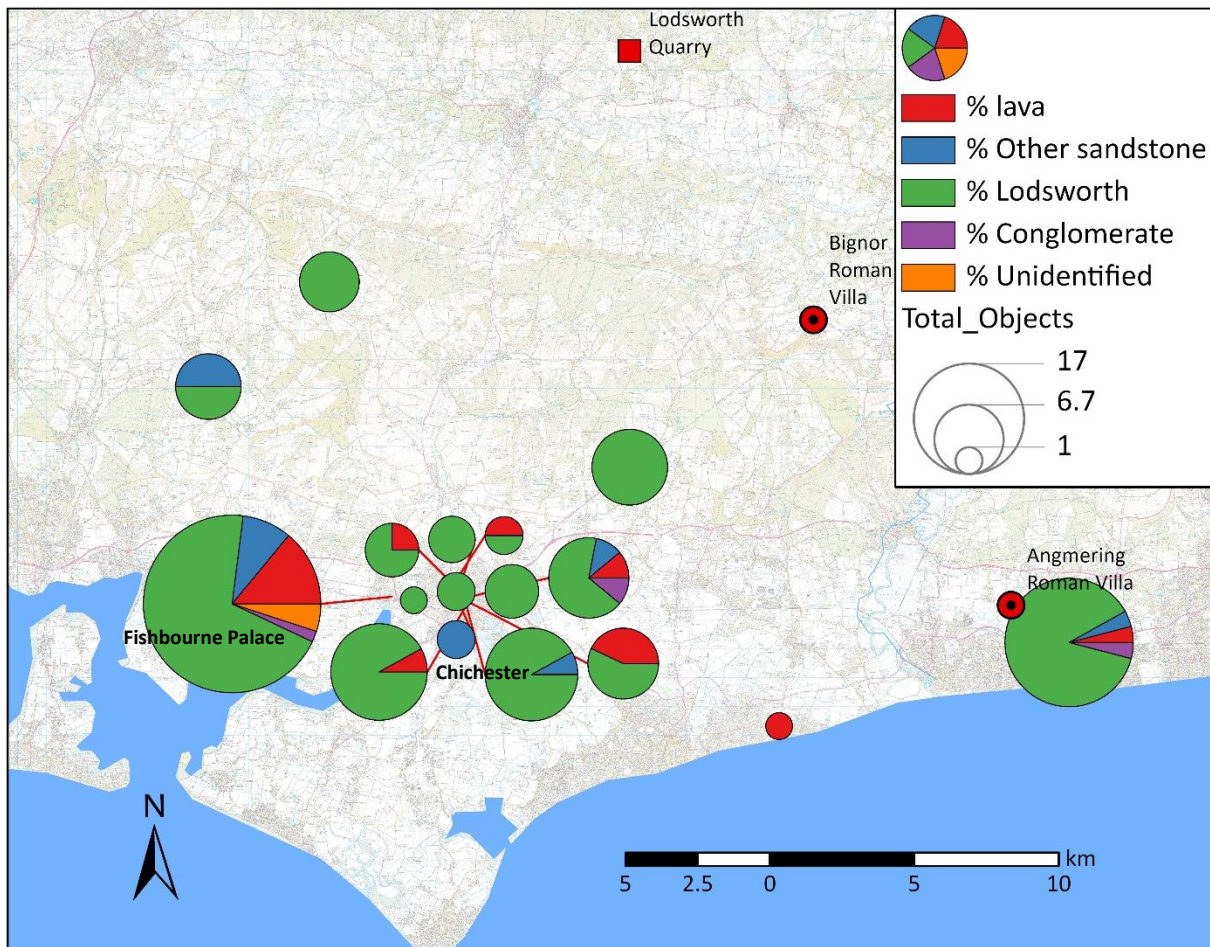 Lodsworth
Quarry
% lava
% Other sandstone
% Lodsworth
% Conglomerate
% Unidentified
Total_Objects
17
6.7
1
Bignor
Roman
Villa
Angmering
Roman Villa
Fishbourne Palace
Chichester
N
km
5 2.5 0 5 10